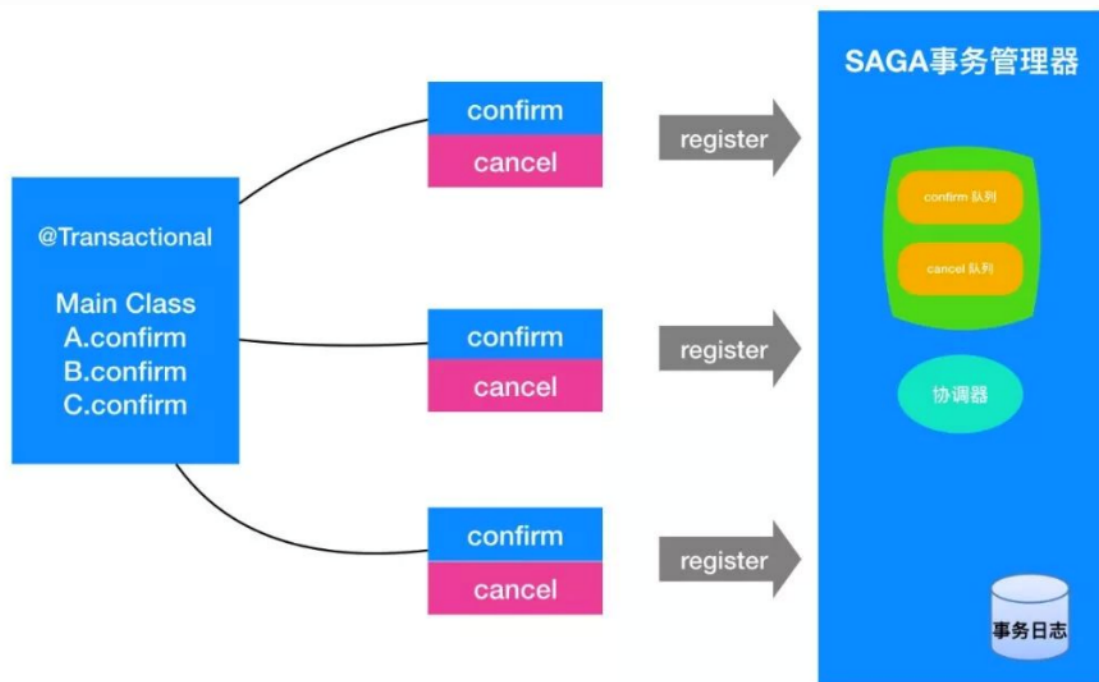 @Transactional
Main Class
A.confirm
B.confirm
C.confirm
confirm
cancel
register
confirm
cancel
register
confirm
cancel
register
SAGA事务管理器
confirm 队列
cancel 队列
协调器
事务日志